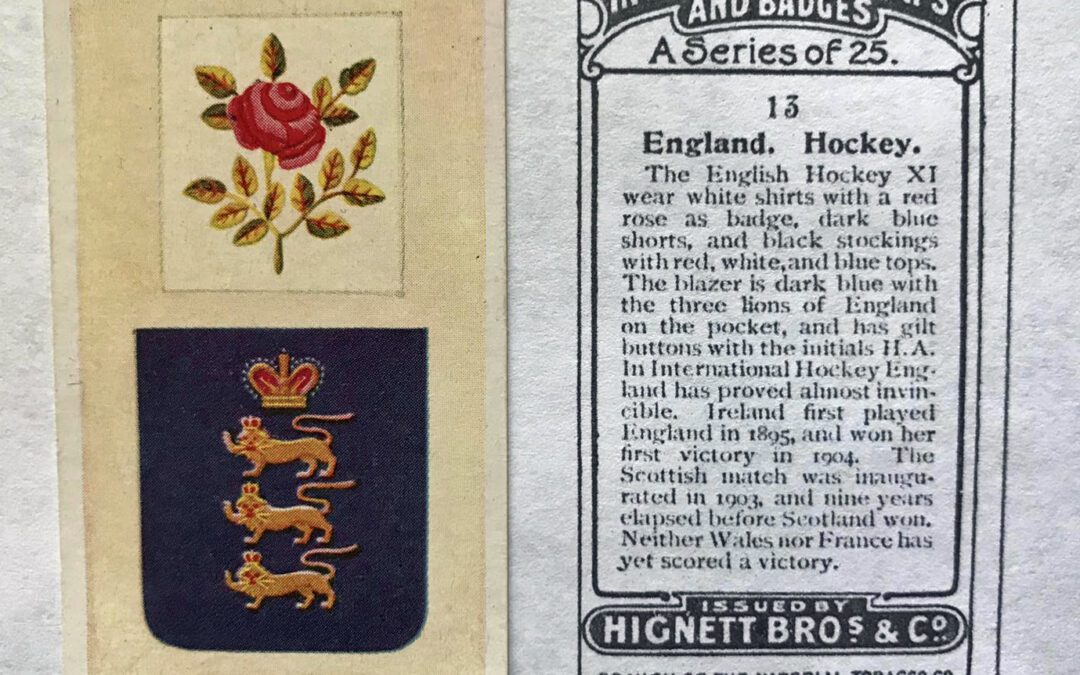 AND BADGES
A Series of 25.
13
England. Hockey.
The English Hockey XI
wear white shirts with a red
rose as badge, dark blue
shorts, and black stockings
with red, white, and blue tops.
The blazer is dark blue with
the three lions of England
on the pocket, and has gilt
buttons with the initials H.A.
In International Hockey Eng-
land has proved almost invin-
cible. Ireland first played
England in 1895, and won her
first victory in 1904. The
Scottish match was inaugu-
rated in 1903, and nine years
elapsed before Scotland won.
Neither Wales nor France has
yet scored a victory.
ISSUED BY
HIGNETT BROS & CO